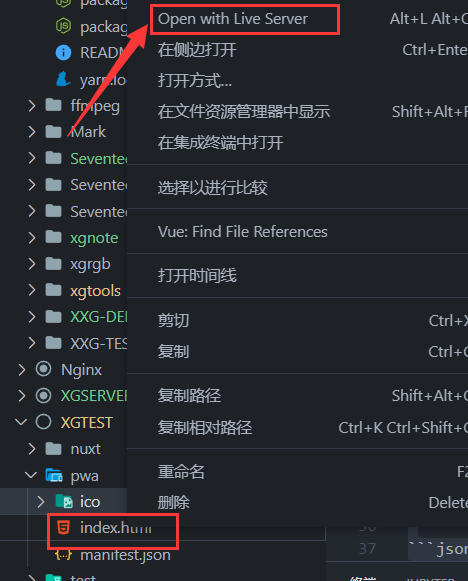 Open with Live Server Alt+L Alt+
在侧边打开 Ctrl+Ente
打开方式...
在文件资源管理器中显示 Shift+Alt+
在集成终端中打开
选择以进行比较
Vue: Find File References
打开时间线
剪切 Ctrl+
复制 Ctrl+
复制路径 Shift+Alt+
复制相对路径 Ctrl+K Ctrl+Shift+
重命名 F2
删除 Delete
packag
packag
READ
yarn.lo
ffmpeg
Mark
Sevente
Sevente
Sevente
xgnote
xgrgb
xgtools
XXG-DE
XXG-TES
Nginx
XGSERVER
XGTEST
nuxt
pwa
ico
index.html
manifest.json
test
37 ```json